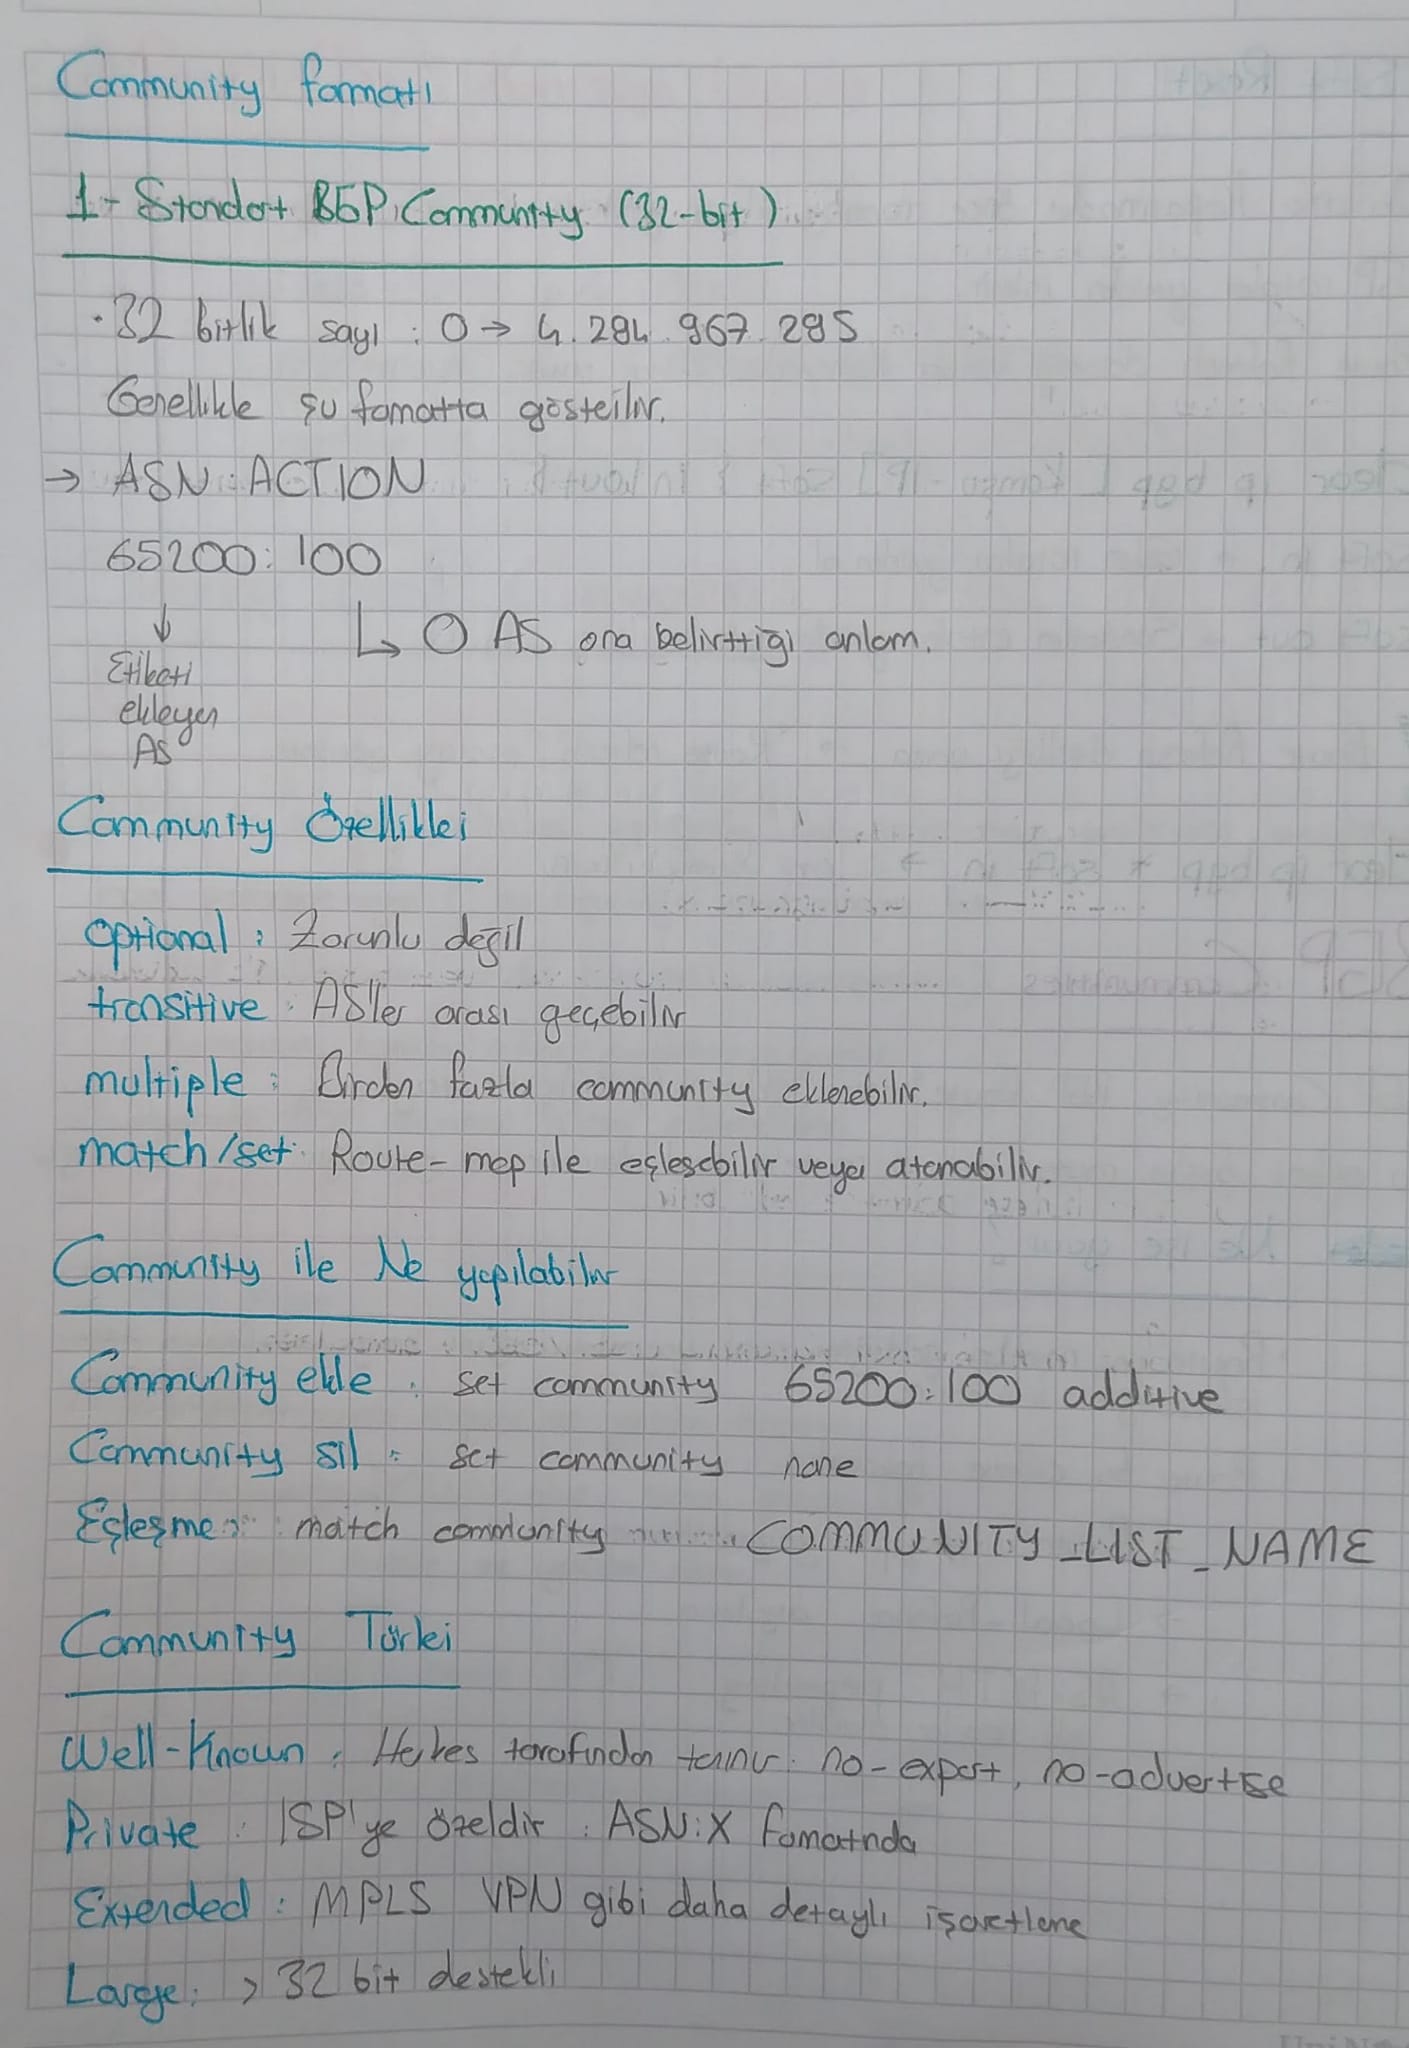 Community formatı
1- Standart BGP Community (32-bit)
· 32 bitlik sayı : 0 → 4.294.967.295
Genellikle şu formatta gösteilir.
→ ASN:ACTION
65200:100
↓ ↳ O AS ona belirttiği anlam.
Etiketi
ekleyen
AS
Community Özelliklei
optional : Zorunlu değil
transitive : AS'ler arası geçebilir
multiple : Birden fazla community eklenebilir.
match/set : Route-map ile eşleşebilir veya atanabilir.
Community ile Ne yapılabilir
Community ekle : set community 65200:100 additive
Community sil : set community none
Eşleşme : match community COMMUNITY_LIST_NAME
Community Türlei
Well-Known : Herkes tarafından tanınır. no-export, no-advertise
Private : ISP'ye özeldir : ASN:X formatında
Extended : MPLS VPN gibi daha detaylı işaretleme
Large : > 32 bit destekli